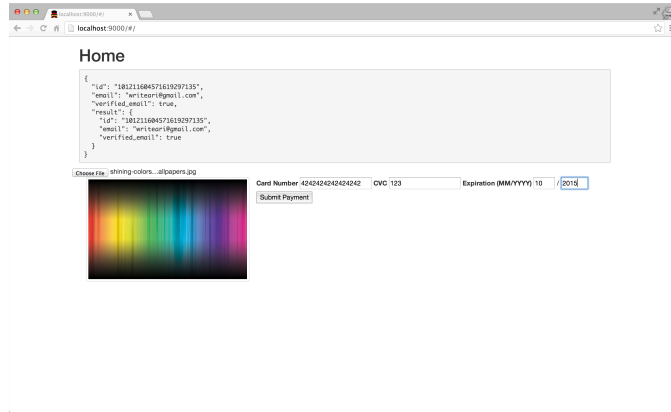 localhost:9000/#/
localhost:9000/#/
Home
{
  "id": "101211604571619297135",
  "email": "writeari@gmail.com",
  "verified_email": true,
  "result": {
    "id": "101211604571619297135",
    "email": "writeari@gmail.com",
    "verified_email": true
  }
}
Choose File shining-colors...allpapers.jpg
Card Number 4242424242424242 CVC 123 Expiration (MM/YYYY) 10 / 2015
Submit Payment